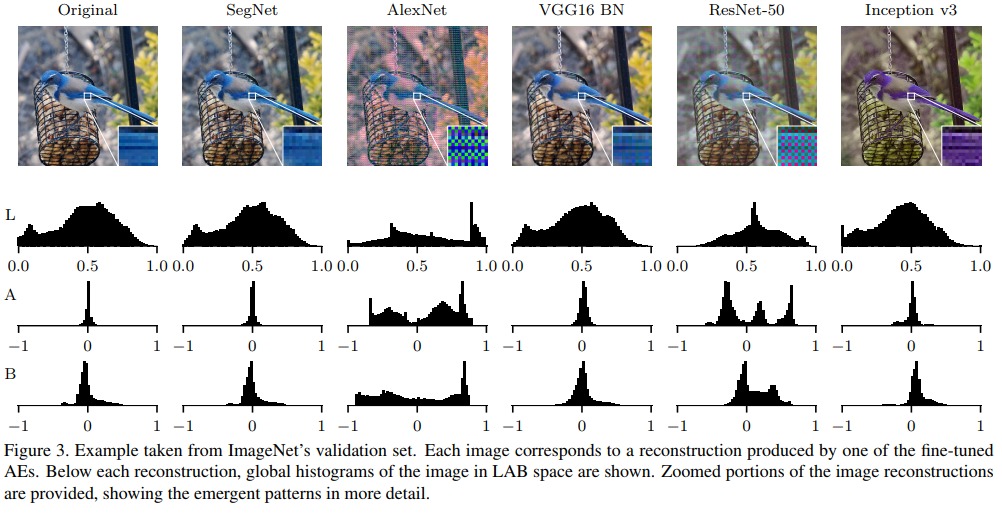 Original SegNet AlexNet VGG16 BN ResNet-50 Inception v3
L
0.0 0.5 1.0 0.0 0.5 1.0 0.0 0.5 1.0 0.0 0.5 1.0 0.0 0.5 1.0 0.0 0.5 1.0
A
−1 0 1 −1 0 1 −1 0 1 −1 0 1 −1 0 1 −1 0 1
B
−1 0 1 −1 0 1 −1 0 1 −1 0 1 −1 0 1 −1 0 1
Figure 3. Example taken from ImageNet's validation set. Each image corresponds to a reconstruction produced by one of the fine-tuned
AEs. Below each reconstruction, global histograms of the image in LAB space are shown. Zoomed portions of the image reconstructions
are provided, showing the emergent patterns in more detail.